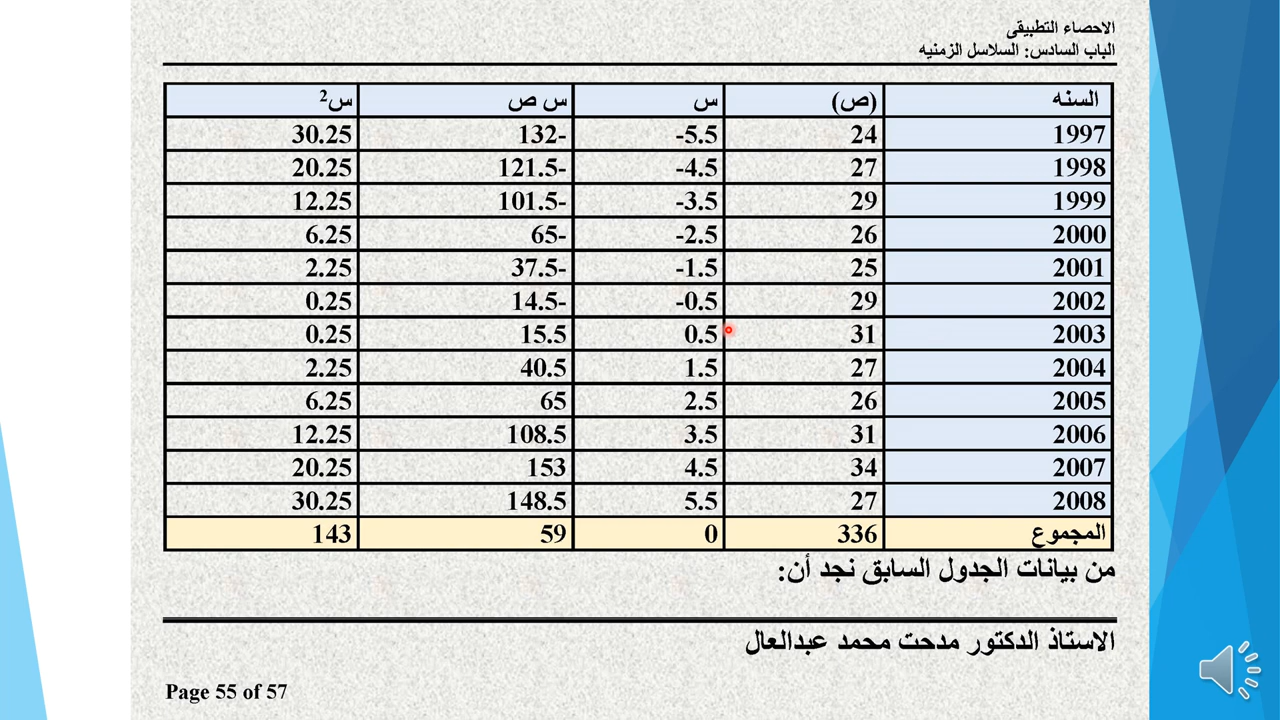 الاحصاء التطبيقى
الباب السادس: السلاسل الزمنيه
السنه (ص) س س ص س²
1997 24 -5.5 132- 30.25
1998 27 -4.5 121.5- 20.25
1999 29 -3.5 101.5- 12.25
2000 26 -2.5 65- 6.25
2001 25 -1.5 37.5- 2.25
2002 29 -0.5 14.5- 0.25
2003 31 0.5 15.5 0.25
2004 27 1.5 40.5 2.25
2005 26 2.5 65 6.25
2006 31 3.5 108.5 12.25
2007 34 4.5 153 20.25
2008 27 5.5 148.5 30.25
المجموع 336 0 59 143
من بيانات الجدول السابق نجد أن:
الاستاذ الدكتور مدحت محمد عبدالعال
Page 55 of 57